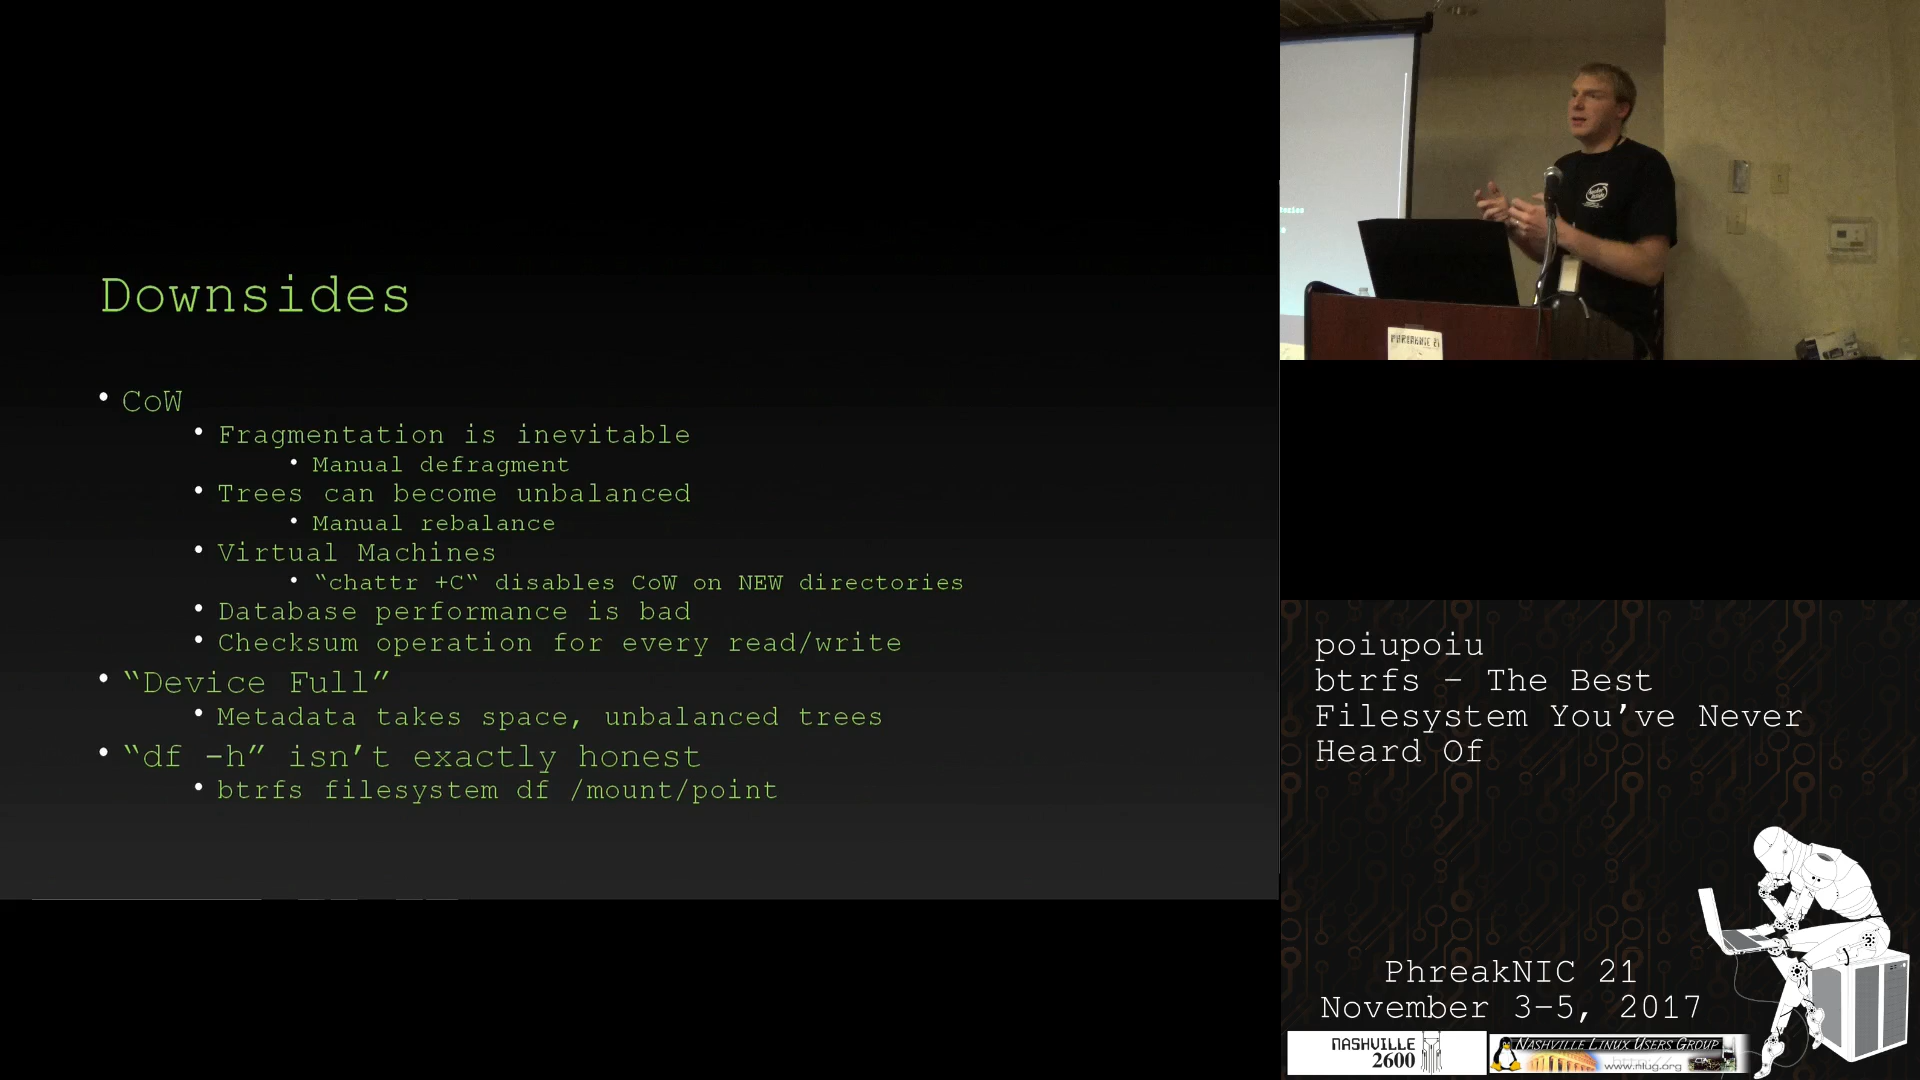 Downsides
• CoW
• Fragmentation is inevitable
• Manual defragment
• Trees can become unbalanced
• Manual rebalance
• Virtual Machines
• “chattr +C“ disables CoW on NEW directories
• Database performance is bad
• Checksum operation for every read/write
• “Device Full”
• Metadata takes space, unbalanced trees
• “df -h” isn’t exactly honest
• btrfs filesystem df /mount/point
PHREAKNIC 21
poiupoiu
btrfs – The Best
Filesystem You’ve Never
Heard Of
PhreakNIC 21
November 3–5, 2017
NASHVILLE
2600
NASHVILLE LINUX USERS GROUP
www.nlug.org